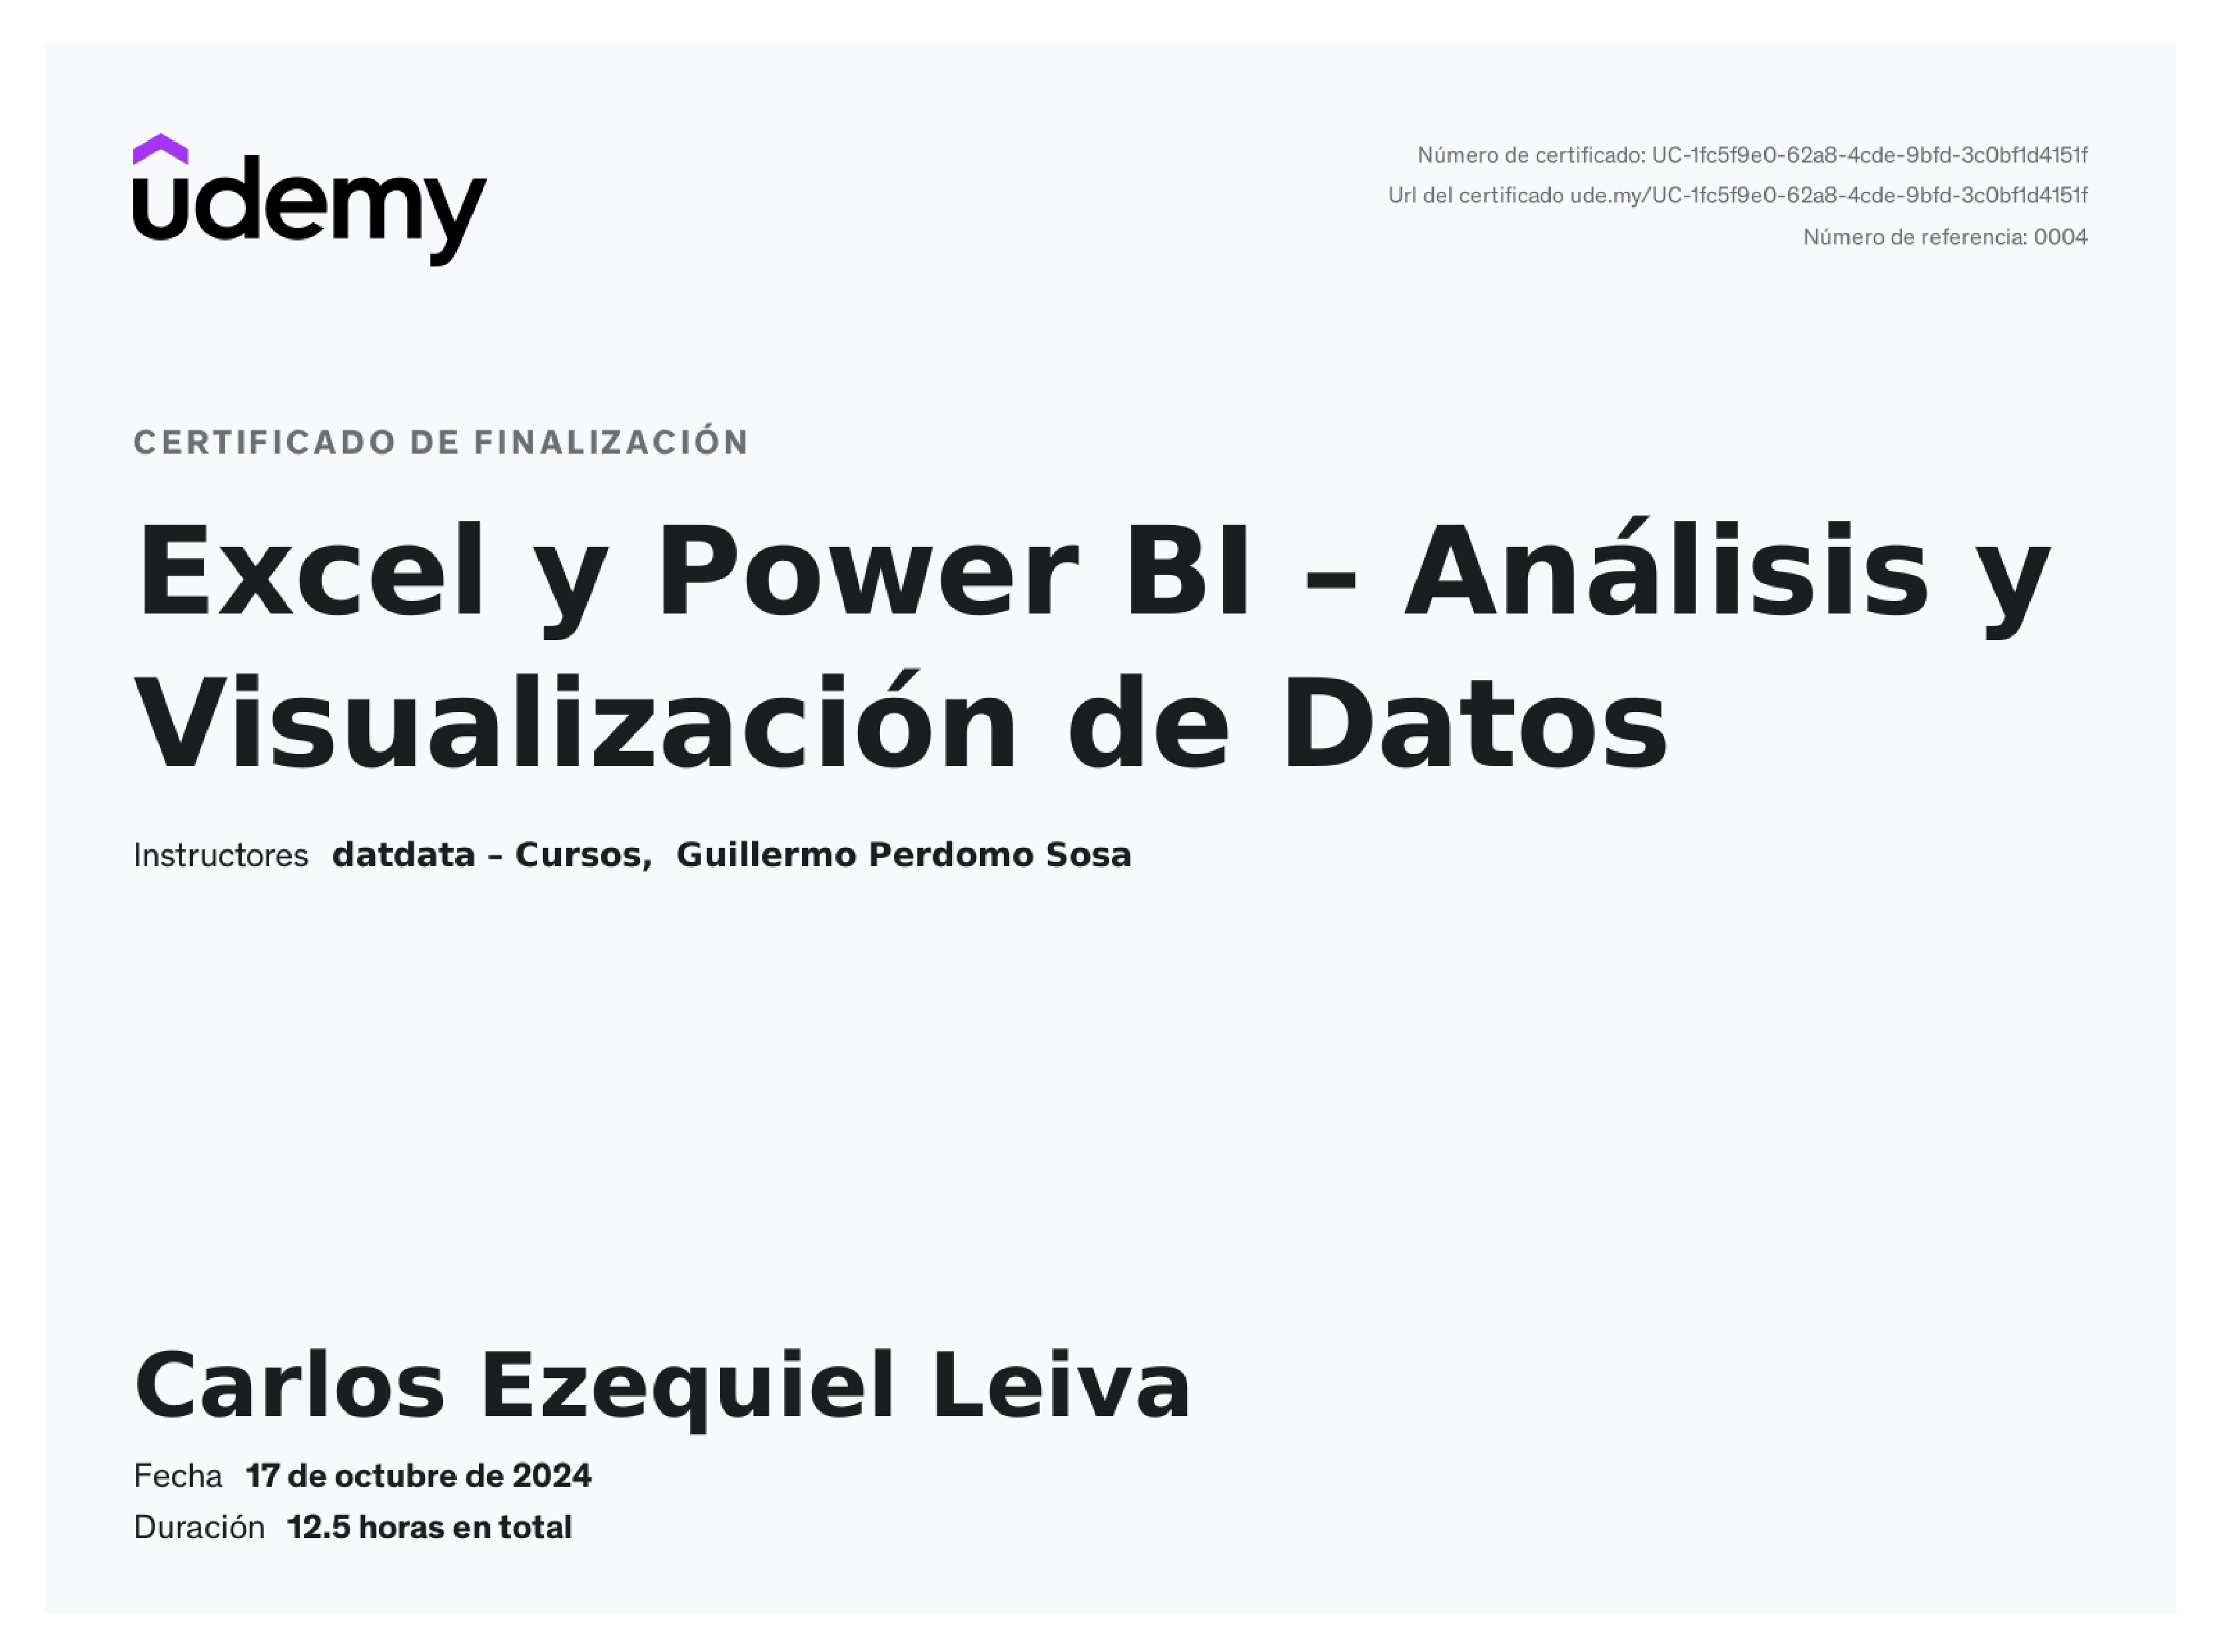 udemy
Número de certificado: UC-1fc5f9e0-62a8-4cde-9bfd-3c0bf1d4151f
Url del certificado ude.my/UC-1fc5f9e0-62a8-4cde-9bfd-3c0bf1d4151f
Número de referencia: 0004
CERTIFICADO DE FINALIZACIÓN
Excel y Power BI – Análisis y
Visualización de Datos
Instructores datdata – Cursos, Guillermo Perdomo Sosa
Carlos Ezequiel Leiva
Fecha 17 de octubre de 2024
Duración 12.5 horas en total